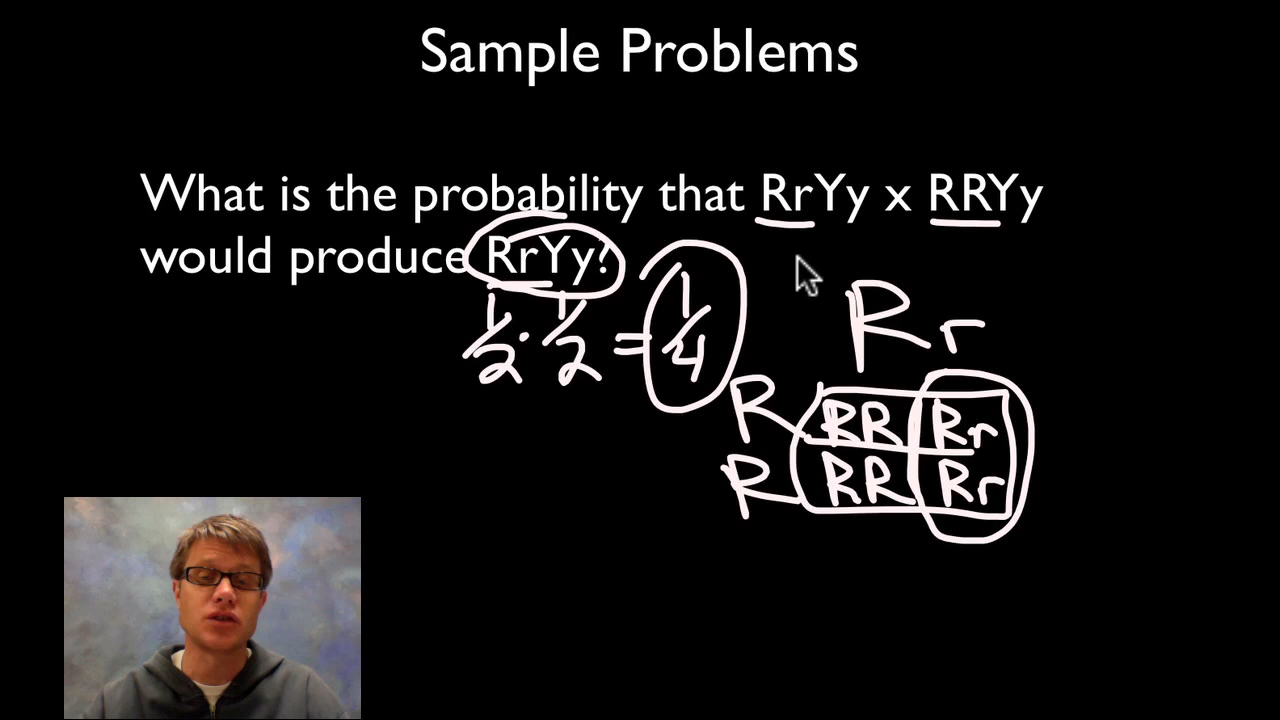 Sample Problems
What is the probability that RrYy x RRYy
would produce RrYy?
1/2 · 1/2 = 1/4
R r
R RR Rr
R RR Rr